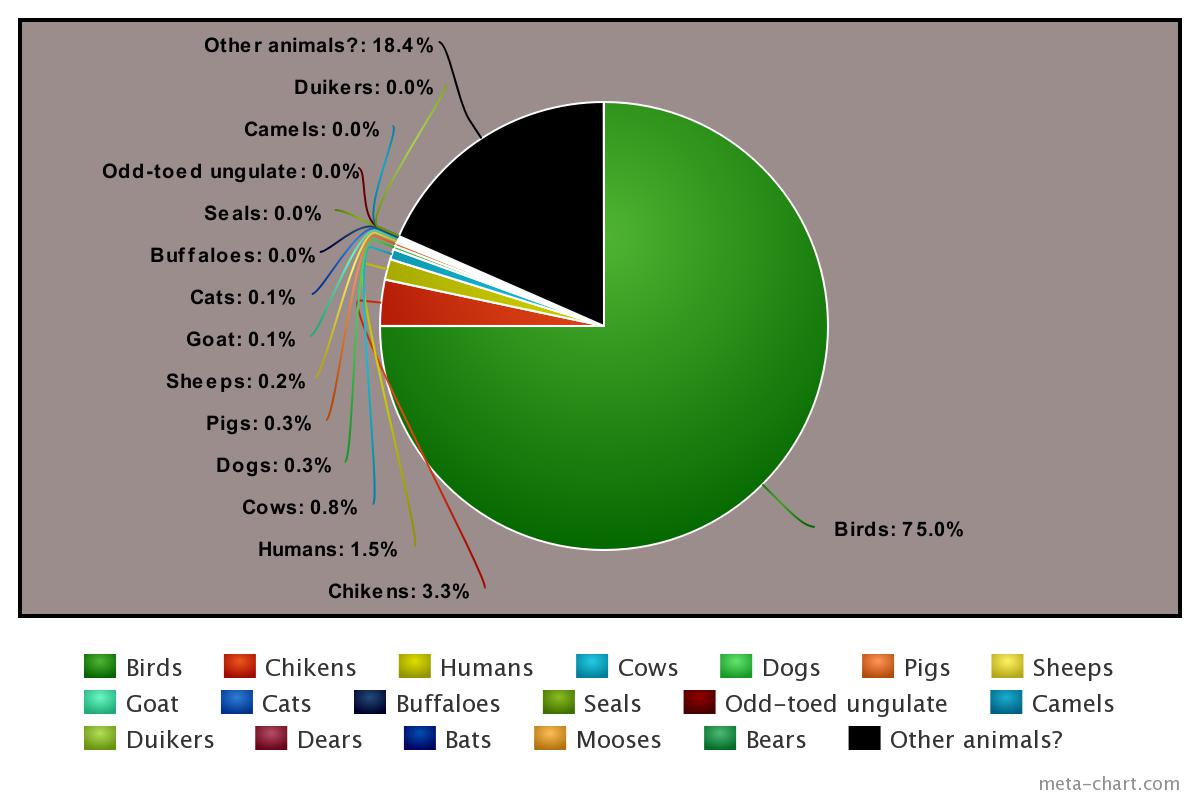 Other animals?: 18.4%
Duikers: 0.0%
Camels: 0.0%
Odd-toed ungulate: 0.0%
Seals: 0.0%
Buffaloes: 0.0%
Cats: 0.1%
Goat: 0.1%
Sheeps: 0.2%
Pigs: 0.3%
Dogs: 0.3%
Cows: 0.8%
Birds: 75.0%
Humans: 1.5%
Chikens: 3.3%
Birds Chikens Humans Cows Dogs Pigs Sheeps
Goat Cats Buffaloes Seals Odd-toed ungulate Camels
Duikers Dears Bats Mooses Bears Other animals?
meta-chart.com